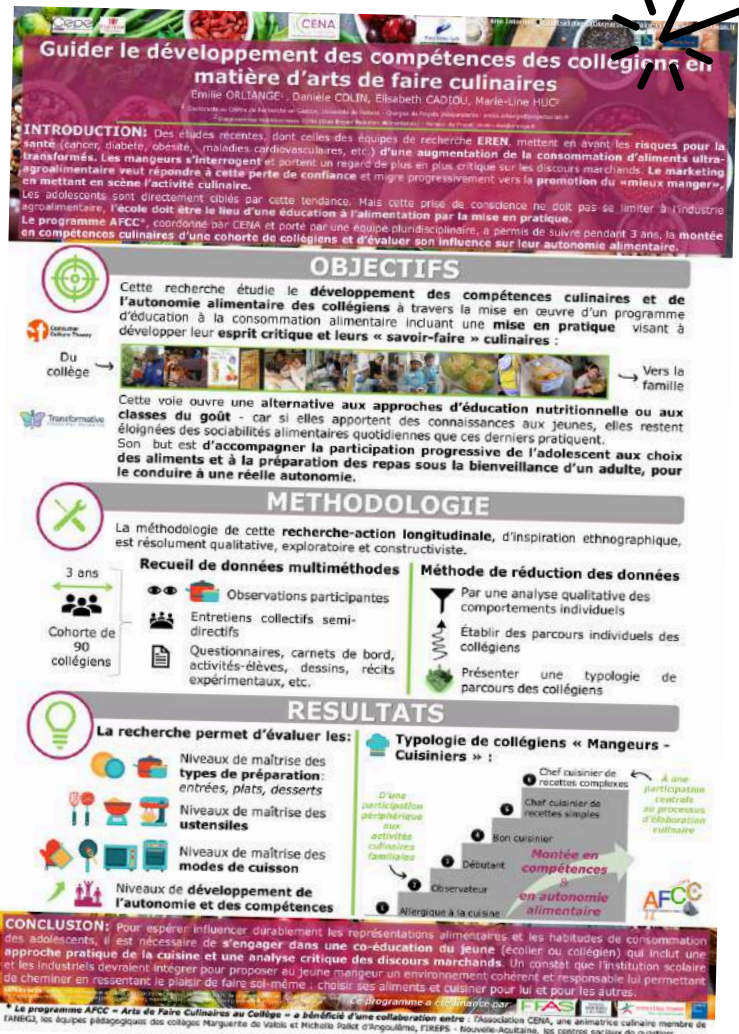 Cepe
CENA
Guider le développement des compétences des collégiens en
matière d'arts de faire culinaires
Emilie ORLIANGE, Danièle COLIN, Elisabeth CADIOU, Marie-Line HUC
INTRODUCTION: Des études récentes, dont celles des équipes de recherche EREN, mettent en avant les risques pour la
santé (cancer, diabète, obésité, maladies cardiovasculaires, etc.) d'une augmentation de la consommation d'aliments ultra-
transformés. Les mangeurs s'interrogent et portent un regard de plus en plus critique sur les discours marchands. Le marketing
agroalimentaire veut répondre à cette perte de confiance et migre progressivement vers la promotion du «mieux manger»,
en mettant en scène l'activité culinaire.
Les adolescents sont directement ciblés par cette tendance. Mais cette prise de conscience ne doit pas se limiter à l'industrie
agroalimentaire, l'école doit être le lieu d'une éducation à l'alimentation par la mise en pratique.
Le programme AFCC*, coordonné par CENA et porté par une équipe pluridisciplinaire, a permis de suivre pendant 3 ans, la montée
en compétences culinaires d'une cohorte de collégiens et d'évaluer son influence sur leur autonomie alimentaire.
OBJECTIFS
Cette recherche étudie le développement des compétences culinaires et de
l'autonomie alimentaire des collégiens à travers la mise en œuvre d'un programme
d'éducation à la consommation alimentaire incluant une mise en pratique visant à
développer leur esprit critique et leurs « savoir-faire » culinaires :
Consumer
Culture Theory
Du
collège
Vers la
famille
Cette voie ouvre une alternative aux approches d'éducation nutritionnelle ou aux
classes du goût - car si elles apportent des connaissances aux jeunes, elles restent
éloignées des sociabilités alimentaires quotidiennes que ces derniers pratiquent.
Son but est d'accompagner la participation progressive de l'adolescent aux choix
des aliments et à la préparation des repas sous la bienveillance d'un adulte, pour
le conduire à une réelle autonomie.
Transformative
METHODOLOGIE
La méthodologie de cette recherche-action longitudinale, d'inspiration ethnographique,
est résolument qualitative, exploratoire et constructiviste.
3 ans
Cohorte de
90
collégiens
Recueil de données multiméthodes
Observations participantes
Entretiens collectifs semi-
directifs
Questionnaires, carnets de bord,
activités-élèves, dessins, récits
expérimentaux, etc.
Méthode de réduction des données
Par une analyse qualitative des
comportements individuels
Établir des parcours individuels des
collégiens
Présenter une typologie de
parcours des collégiens
RESULTATS
La recherche permet d'évaluer les:
Niveaux de maîtrise des
types de préparation:
entrées, plats, desserts
Niveaux de maîtrise des
ustensiles
Niveaux de maîtrise des
modes de cuisson
Niveaux de développement de
l'autonomie et des compétences
Typologie de collégiens « Mangeurs -
Cuisiniers » :
D'une
participation
périphérique
aux
activités
culinaires
familiales
6 Chef cuisinier de
recettes complexes
5 Chef cuisinier de
recettes simples
4 Bon cuisinier
3 Débutant
2 Observateur
1 Allergique à la cuisine
À une
participation
centrale
au processus
d'élaboration
culinaire
Montée en
compétences
&
en autonomie
alimentaire
AFCC
CONCLUSION: Pour espérer influencer durablement les représentations alimentaires et les habitudes de consommation
des adolescents, il est nécessaire de s'engager dans une co-éducation du jeune (écolier ou collégien) qui inclut une
approche pratique de la cuisine et une analyse critique des discours marchands. Un constat que l'institution scolaire
et les industriels devraient intégrer pour proposer au jeune mangeur un environnement cohérent et responsable lui permettant
de cheminer en ressentant le plaisir de faire soi-même : choisir ses aliments et cuisiner pour lui et pour les autres.
Ce programme a été financé par FFAS
* Le programme AFCC « Arts de Faire Culinaires au Collège » a bénéficié d'une collaboration entre : l'Association CENA, une animatrice culinaire membre de
l'ANEGJ, les équipes pédagogiques des collèges Marguerite de Valois et Michelle Pallet d'Angoulême, l'IREPS - Nouvelle-Aquitaine, les centres sociaux de